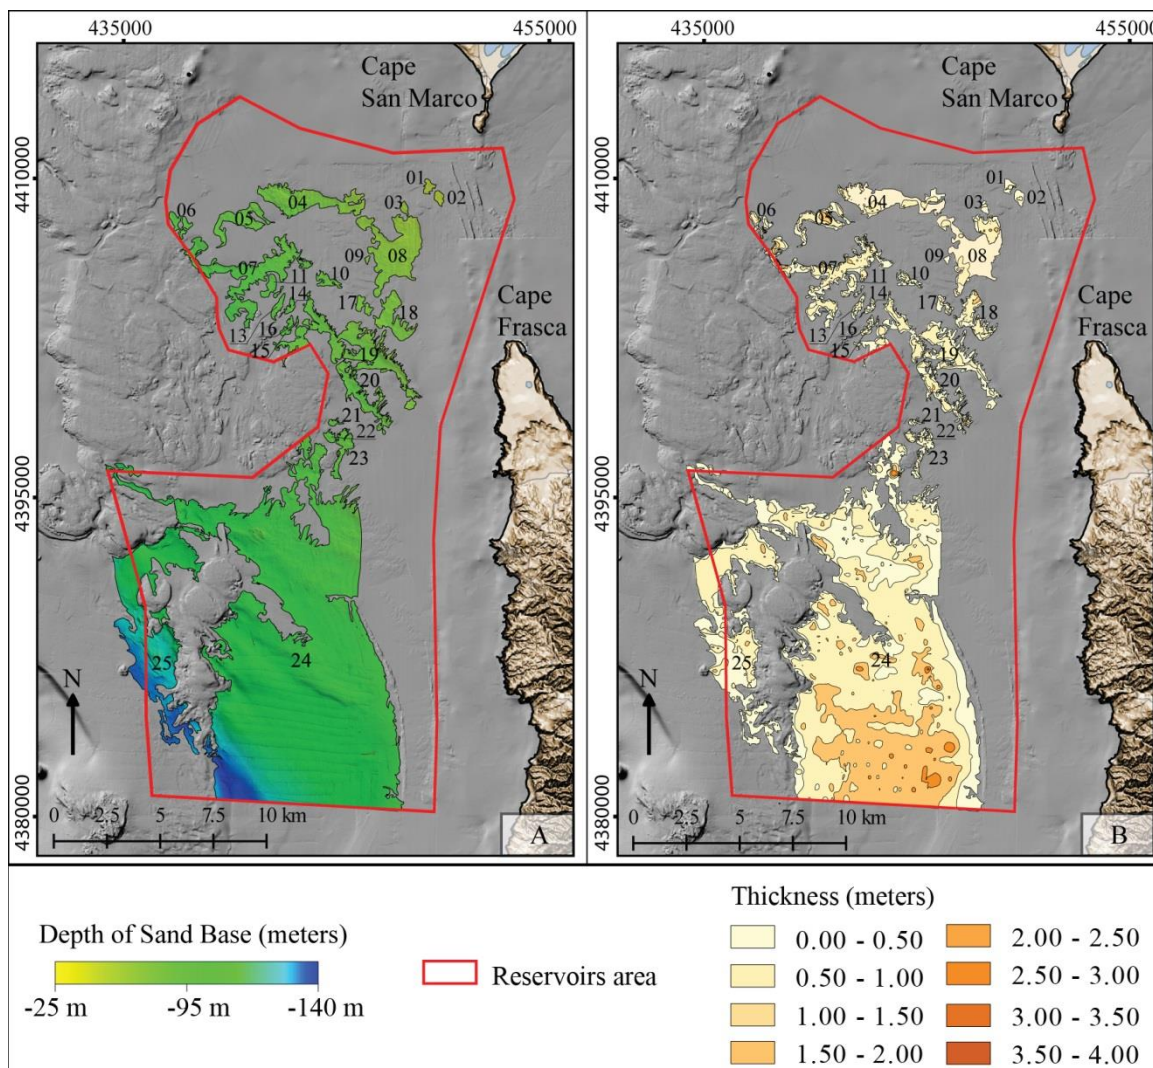 435000
455000
435000
455000
Cape
San Marco
Cape
San Marco
4410000
4410000
01
02
03
04
05
06
07
08
09
10
11
14
13
16
15
17
18
19
20
21
22
23
Cape
Frasca
4395000
24
25
N
4380000
0 2.5 5 7.5 10 km
A
01
02
03
04
05
06
07
08
09
10
11
14
13
16
15
17
18
19
20
21
22
23
Cape
Frasca
4395000
24
25
N
4380000
0 2.5 5 7.5 10 km
B
Depth of Sand Base (meters)
-25 m -95 m -140 m
Reservoirs area
Thickness (meters)
0.00 - 0.50
0.50 - 1.00
1.00 - 1.50
1.50 - 2.00
2.00 - 2.50
2.50 - 3.00
3.00 - 3.50
3.50 - 4.00